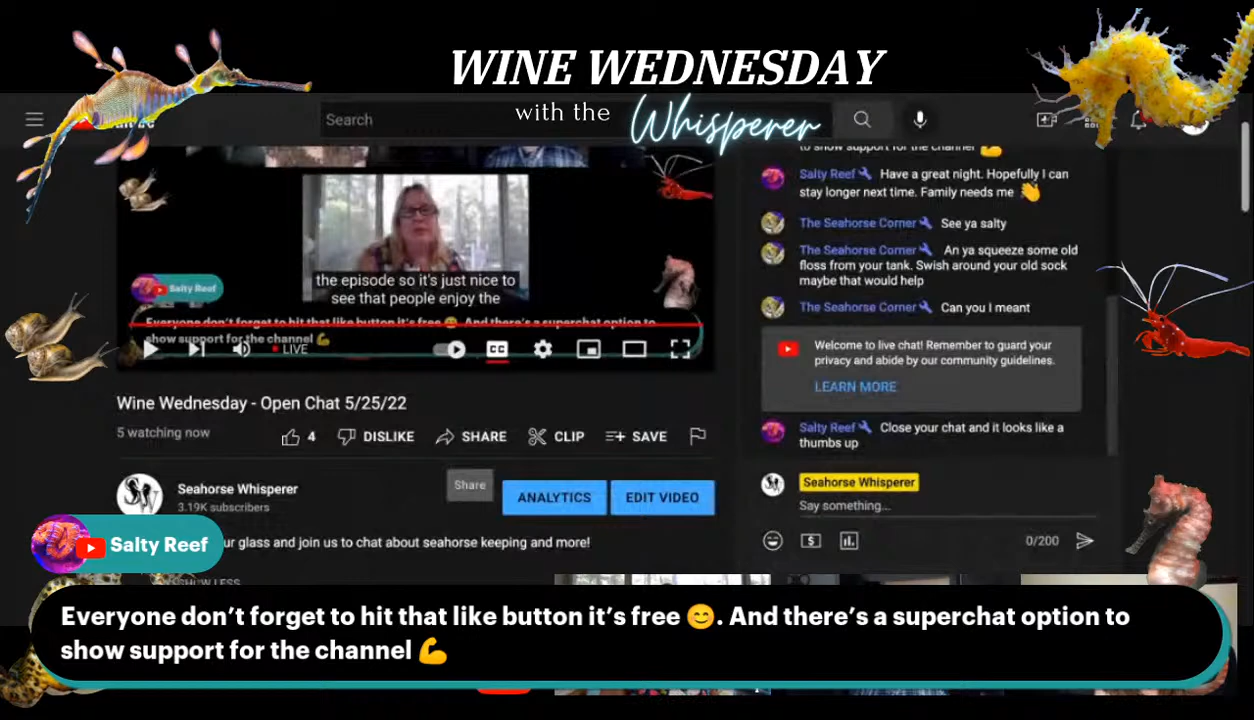 WINE WEDNESDAY
with the
Whisperer
Search
to show support for the channel 💪
Salty Reef Have a great night. Hopefully I can
stay longer next time. Family needs me 👋
The Seahorse Corner See ya salty
The Seahorse Corner An ya squeeze some old
floss from your tank. Swish around your old sock
maybe that would help
The Seahorse Corner Can you I meant
Welcome to live chat! Remember to guard your
privacy and abide by our community guidelines.
LEARN MORE
Salty Reef Close your chat and it looks like a
thumbs up
Seahorse Whisperer
Say something...
0/200
the episode so it's just nice to
see that people enjoy the
Salty Reef
Everyone don't forget to hit that like button it's free 😊. And there's a superchat option to
show support for the channel 💪
CC
LIVE
Wine Wednesday - Open Chat 5/25/22
5 watching now
4 DISLIKE SHARE CLIP SAVE
Seahorse Whisperer
3.19K subscribers
Share
ANALYTICS
EDIT VIDEO
ur glass and join us to chat about seahorse keeping and more!
SHOW LESS
Salty Reef
Everyone don't forget to hit that like button it's free 😊. And there's a superchat option to
show support for the channel 💪